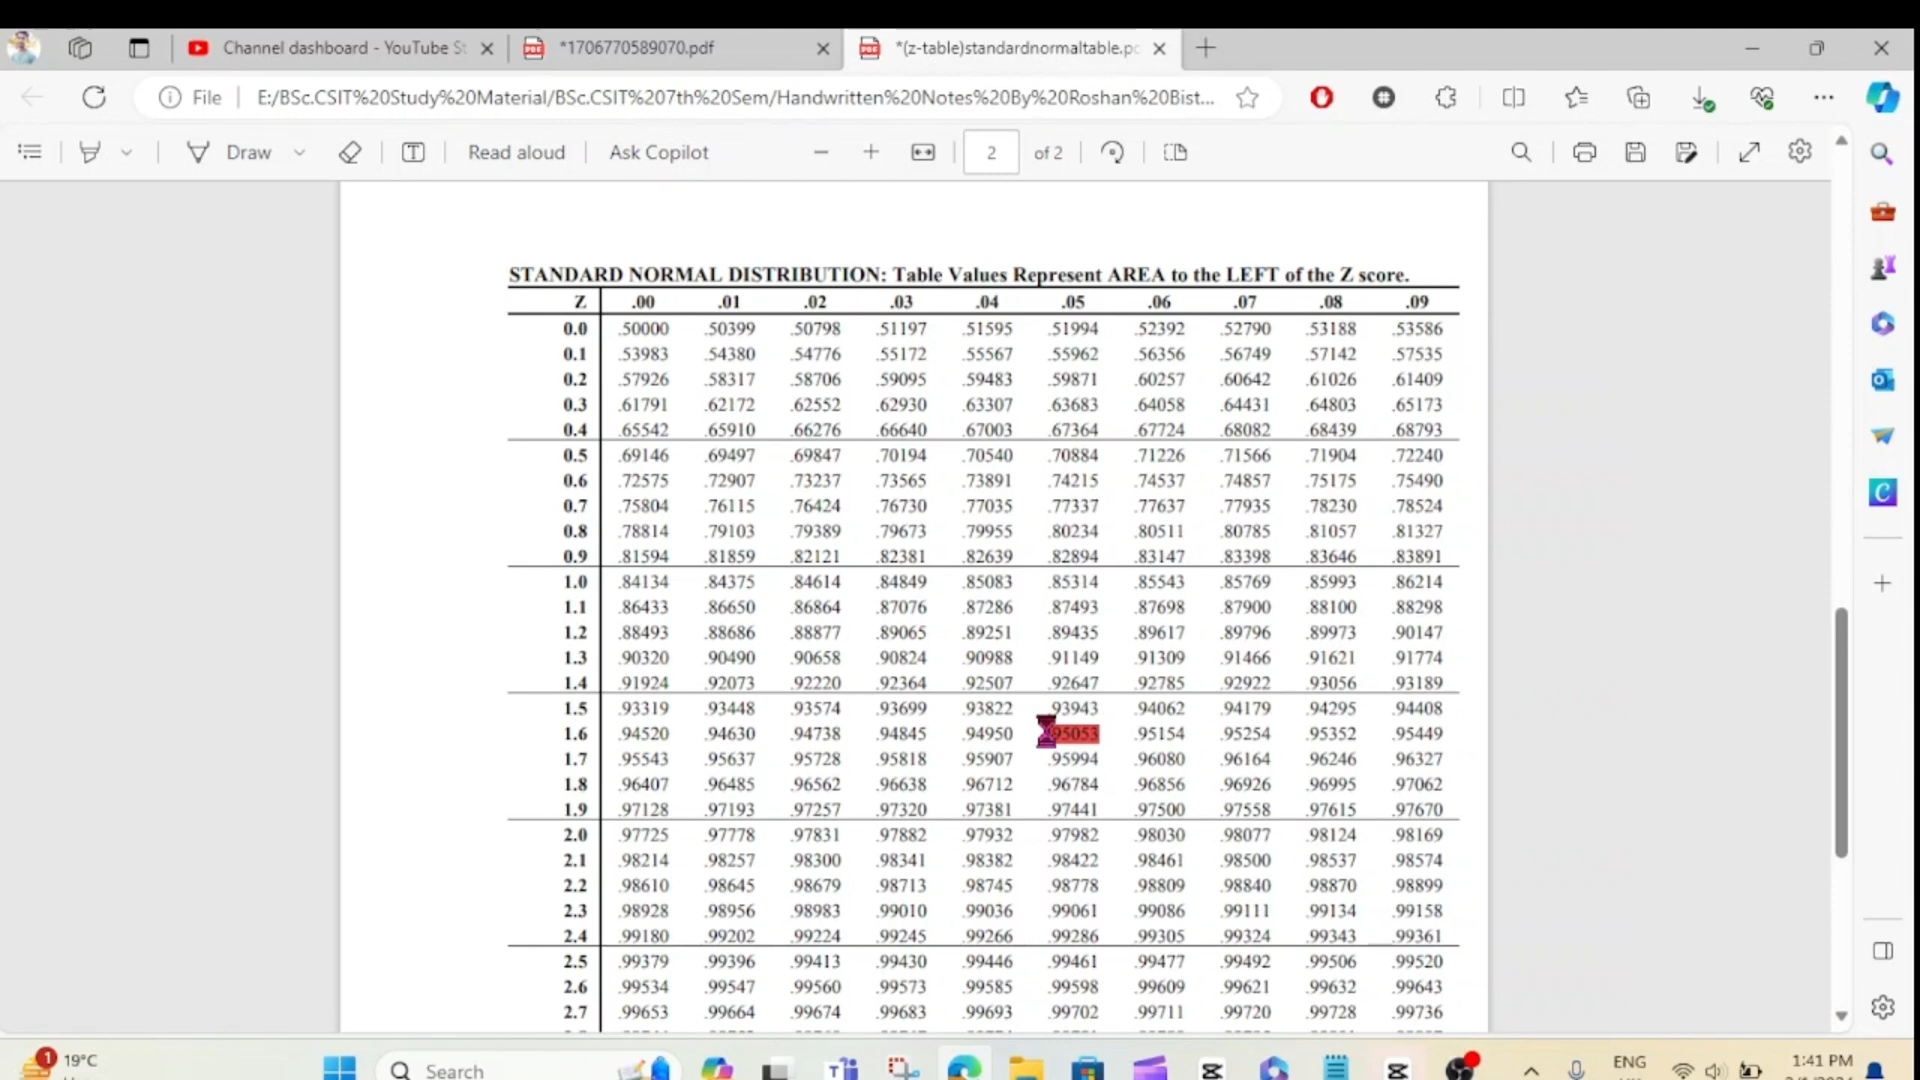 Channel dashboard - YouTube St
*1706770589070.pdf
*(z-table)standardnormaltable.pd
File
E:/BSc.CSIT%20Study%20Material/BSc.CSIT%207th%20Sem/Handwritten%20Notes%20By%20Roshan%20Bist...
Draw
Read aloud
Ask Copilot
2 of 2
STANDARD NORMAL DISTRIBUTION: Table Values Represent AREA to the LEFT of the Z score.
Z .00 .01 .02 .03 .04 .05 .06 .07 .08 .09
0.0 .50000 .50399 .50798 .51197 .51595 .51994 .52392 .52790 .53188 .53586
0.1 .53983 .54380 .54776 .55172 .55567 .55962 .56356 .56749 .57142 .57535
0.2 .57926 .58317 .58706 .59095 .59483 .59871 .60257 .60642 .61026 .61409
0.3 .61791 .62172 .62552 .62930 .63307 .63683 .64058 .64431 .64803 .65173
0.4 .65542 .65910 .66276 .66640 .67003 .67364 .67724 .68082 .68439 .68793
0.5 .69146 .69497 .69847 .70194 .70540 .70884 .71226 .71566 .71904 .72240
0.6 .72575 .72907 .73237 .73565 .73891 .74215 .74537 .74857 .75175 .75490
0.7 .75804 .76115 .76424 .76730 .77035 .77337 .77637 .77935 .78230 .78524
0.8 .78814 .79103 .79389 .79673 .79955 .80234 .80511 .80785 .81057 .81327
0.9 .81594 .81859 .82121 .82381 .82639 .82894 .83147 .83398 .83646 .83891
1.0 .84134 .84375 .84614 .84849 .85083 .85314 .85543 .85769 .85993 .86214
1.1 .86433 .86650 .86864 .87076 .87286 .87493 .87698 .87900 .88100 .88298
1.2 .88493 .88686 .88877 .89065 .89251 .89435 .89617 .89796 .89973 .90147
1.3 .90320 .90490 .90658 .90824 .90988 .91149 .91309 .91466 .91621 .91774
1.4 .91924 .92073 .92220 .92364 .92507 .92647 .92785 .92922 .93056 .93189
1.5 .93319 .93448 .93574 .93699 .93822 .93943 .94062 .94179 .94295 .94408
1.6 .94520 .94630 .94738 .94845 .94950 95053 .95154 .95254 .95352 .95449
1.7 .95543 .95637 .95728 .95818 .95907 .95994 .96080 .96164 .96246 .96327
1.8 .96407 .96485 .96562 .96638 .96712 .96784 .96856 .96926 .96995 .97062
1.9 .97128 .97193 .97257 .97320 .97381 .97441 .97500 .97558 .97615 .97670
2.0 .97725 .97778 .97831 .97882 .97932 .97982 .98030 .98077 .98124 .98169
2.1 .98214 .98257 .98300 .98341 .98382 .98422 .98461 .98500 .98537 .98574
2.2 .98610 .98645 .98679 .98713 .98745 .98778 .98809 .98840 .98870 .98899
2.3 .98928 .98956 .98983 .99010 .99036 .99061 .99086 .99111 .99134 .99158
2.4 .99180 .99202 .99224 .99245 .99266 .99286 .99305 .99324 .99343 .99361
2.5 .99379 .99396 .99413 .99430 .99446 .99461 .99477 .99492 .99506 .99520
2.6 .99534 .99547 .99560 .99573 .99585 .99598 .99609 .99621 .99632 .99643
2.7 .99653 .99664 .99674 .99683 .99693 .99702 .99711 .99720 .99728 .99736
1
19°C
Search
ENG
1:41 PM